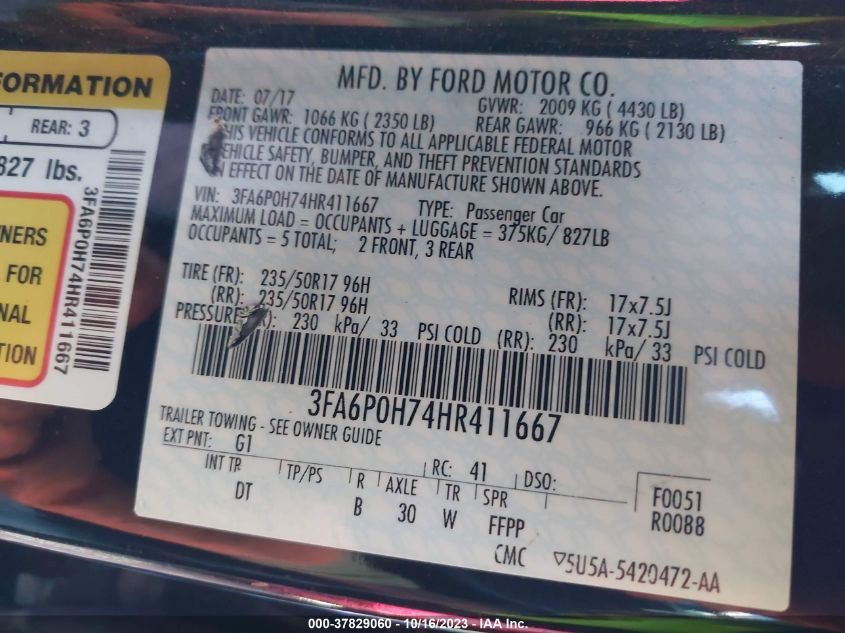 FORMATION
REAR: 3
827 lbs.
3FA6P0H74HR411667
NERS
FOR
NAL
TION
MFD. BY FORD MOTOR CO.
DATE: 07/17 GVWR: 2009 KG ( 4430 LB)
FRONT GAWR: 1066 KG ( 2350 LB) REAR GAWR: 966 KG ( 2130 LB)
THIS VEHICLE CONFORMS TO ALL APPLICABLE FEDERAL MOTOR
VEHICLE SAFETY, BUMPER, AND THEFT PREVENTION STANDARDS
IN EFFECT ON THE DATE OF MANUFACTURE SHOWN ABOVE.
VIN: 3FA6P0H74HR411667 TYPE: Passenger Car
MAXIMUM LOAD = OCCUPANTS + LUGGAGE = 375KG/ 827LB
OCCUPANTS = 5 TOTAL; 2 FRONT, 3 REAR
TIRE (FR): 235/50R17 96H RIMS (FR): 17x7.5J
(RR): 235/50R17 96H (RR): 17x7.5J
PRESSURE 230 kPa/ 33 PSI COLD (RR): 230 kPa/ 33 PSI COLD
3FA6P0H74HR411667
TRAILER TOWING - SEE OWNER GUIDE
EXT PNT: G1 RC: 41 DSO:
INT TR TP/PS R AXLE TR SPR F0051
DT B 30 W FFPP R0088
CMC ▽5U5A-5420472-AA
000-37829060 - 10/16/2023 - IAA Inc.